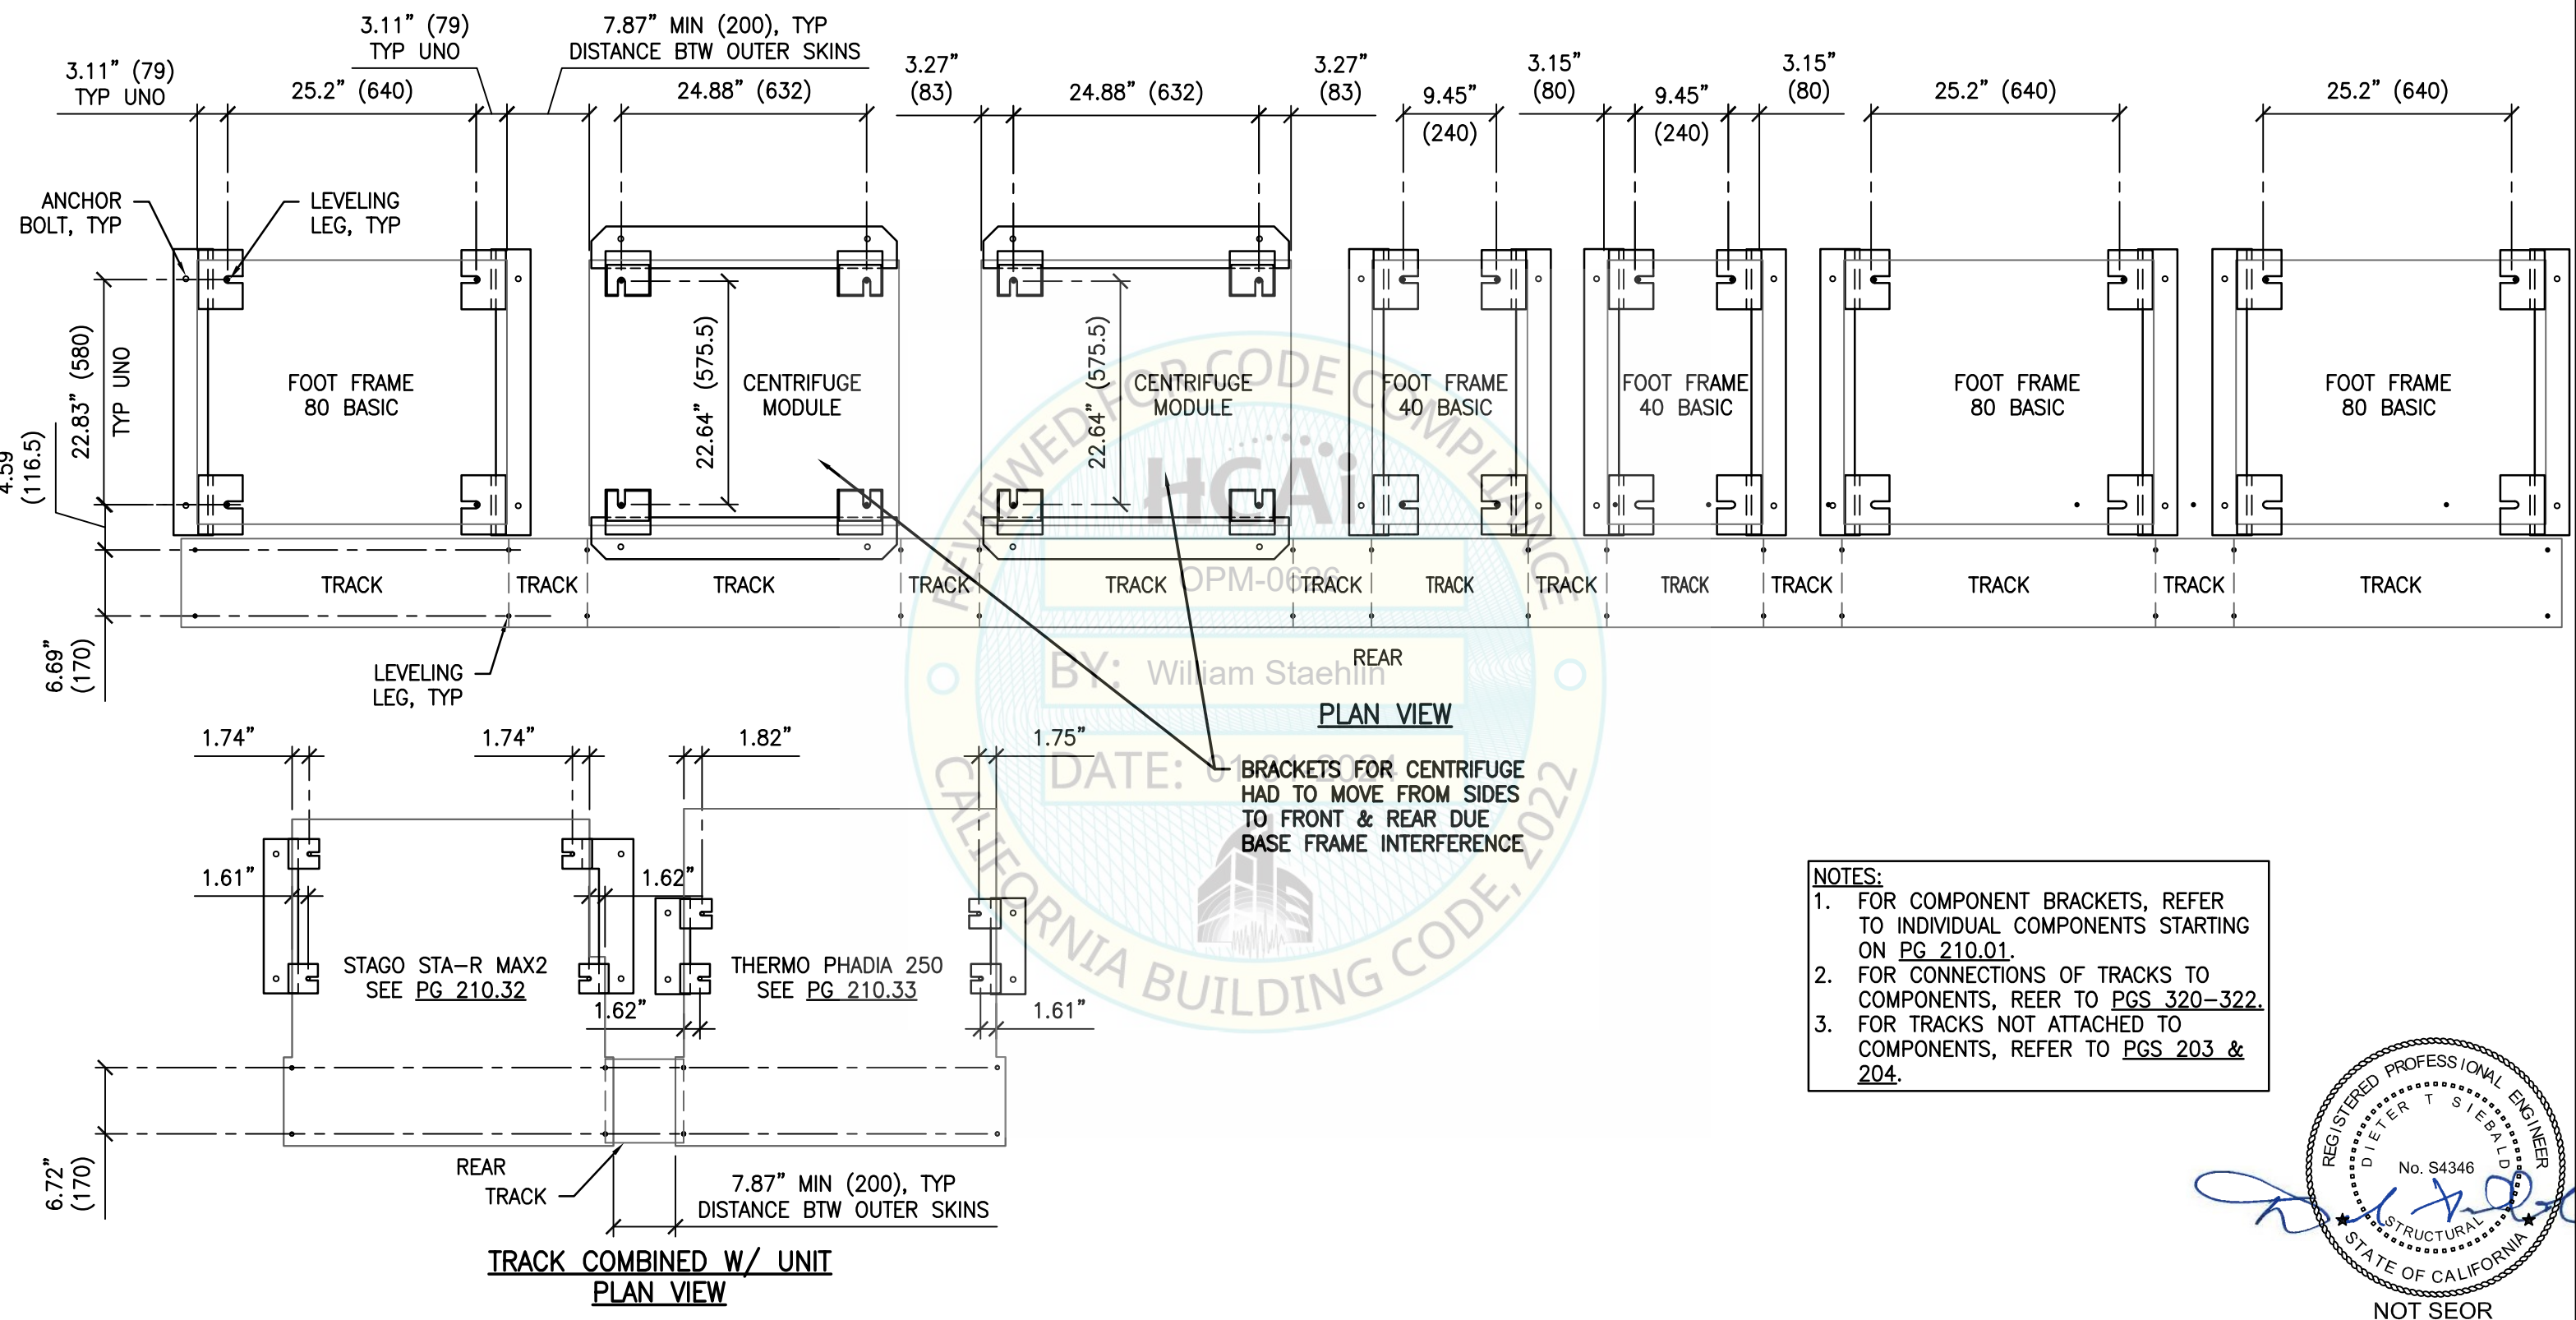 3.11" (79)
TYP UNO
25.2" (640)
3.11" (79)
TYP UNO
7.87" MIN (200), TYP
DISTANCE BTW OUTER SKINS
24.88" (632)
3.27"
(83)
24.88" (632)
3.27"
(83)
9.45"
(240)
3.15"
(80)
9.45"
(240)
3.15"
(80)
25.2" (640)
25.2" (640)
ANCHOR
BOLT, TYP
LEVELING
LEG, TYP
22.83" (580)
TYP UNO
4.59
(116.5)
6.69"
(170)
FOOT FRAME
80 BASIC
22.64" (575.5)
CENTRIFUGE
MODULE
22.64" (575.5)
CENTRIFUGE
MODULE
FOOT FRAME
40 BASIC
FOOT FRAME
40 BASIC
FOOT FRAME
80 BASIC
FOOT FRAME
80 BASIC
TRACK
TRACK
TRACK
TRACK
TRACK
TRACK
TRACK
TRACK
TRACK
TRACK
TRACK
TRACK
TRACK
LEVELING
LEG, TYP
REAR
PLAN VIEW
BRACKETS FOR CENTRIFUGE
HAD TO MOVE FROM SIDES
TO FRONT & REAR DUE
BASE FRAME INTERFERENCE
REVIEWED FOR CODE COMPLIANCE
HCAi
OPM-0626
BY: William Staehlin
DATE: 01/31/2024
CALIFORNIA BUILDING CODE, 2022
1.74"
1.74"
1.82"
1.75"
1.61"
1.62"
STAGO STA-R MAX2
SEE PG 210.32
THERMO PHADIA 250
SEE PG 210.33
1.62"
1.61"
6.72"
(170)
REAR
TRACK
7.87" MIN (200), TYP
DISTANCE BTW OUTER SKINS
TRACK COMBINED W/ UNIT
PLAN VIEW
NOTES:
1. FOR COMPONENT BRACKETS, REFER
TO INDIVIDUAL COMPONENTS STARTING
ON PG 210.01.
2. FOR CONNECTIONS OF TRACKS TO
COMPONENTS, REER TO PGS 320-322.
3. FOR TRACKS NOT ATTACHED TO
COMPONENTS, REFER TO PGS 203 &
204.
REGISTERED PROFESSIONAL ENGINEER
DIETER T SIEBALD
No. S4346
STRUCTURAL
STATE OF CALIFORNIA
NOT SEOR